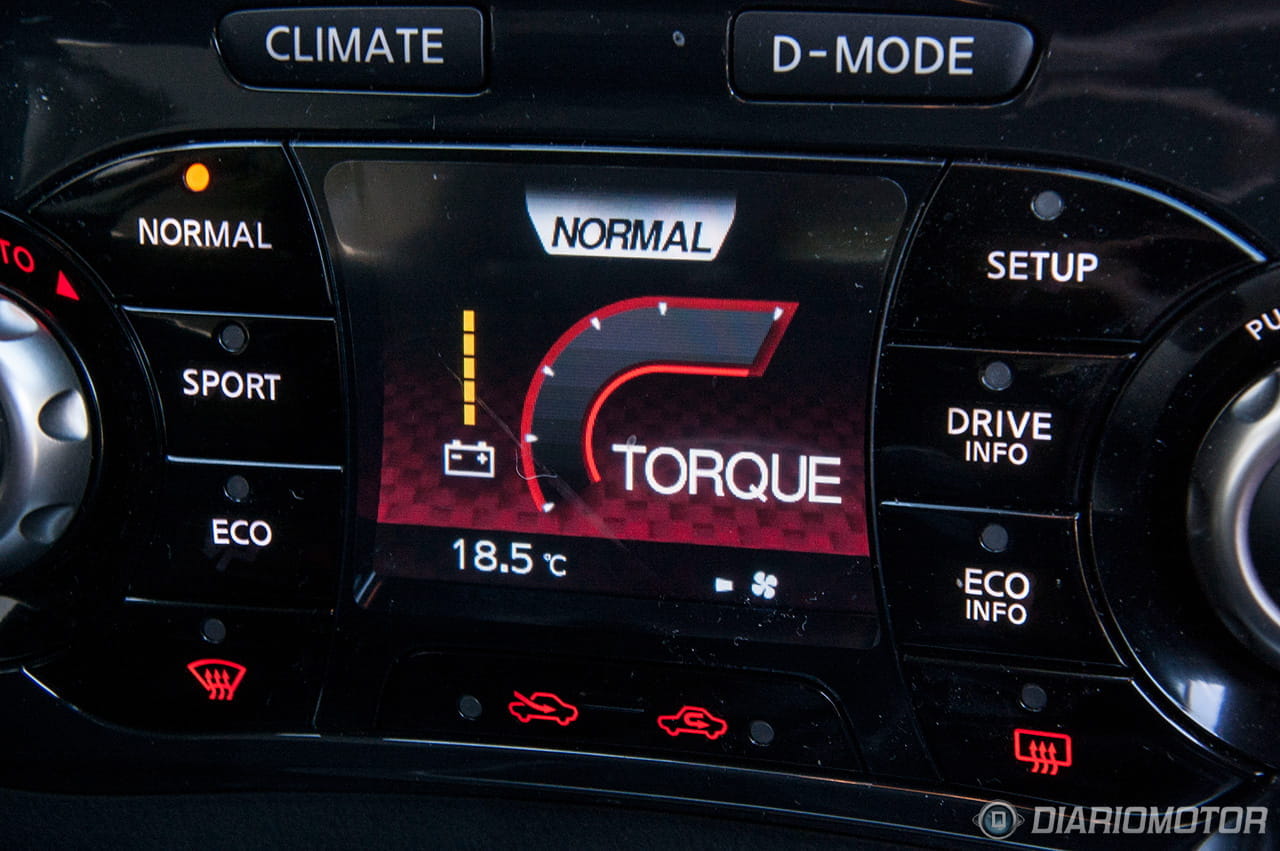 CLIMATE
D-MODE
NORMAL
NORMAL
SETUP
SPORT
DRIVE
INFO
TORQUE
ECO
18.5 °C
ECO
INFO
DIARIOMOTOR